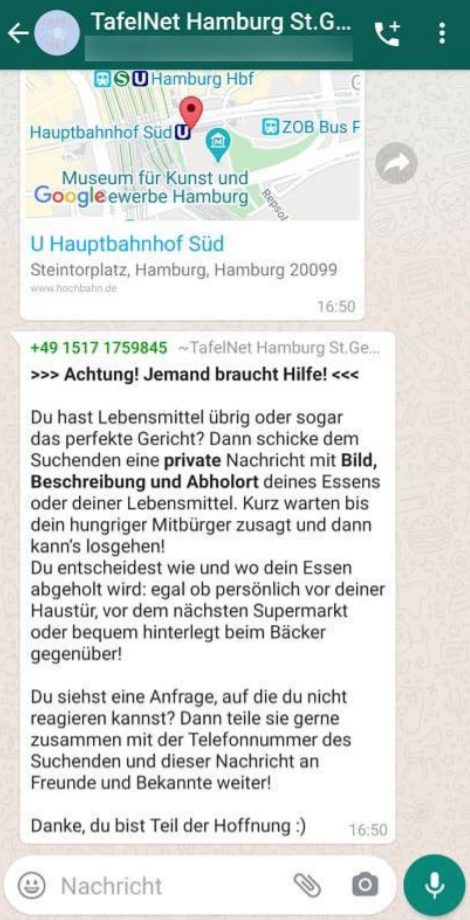 TafelNet Hamburg St.G...
S U Hamburg Hbf
Hauptbahnhof Süd U
ZOB Bus F
Museum für Kunst und
Google ewerbe Hamburg
Repsol
U Hauptbahnhof Süd
Steintorplatz, Hamburg, Hamburg 20099
www.hochbahn.de
16:50
+49 1517 1759845 ~TafelNet Hamburg St.Ge...
>>> Achtung! Jemand braucht Hilfe! <<<
Du hast Lebensmittel übrig oder sogar
das perfekte Gericht? Dann schicke dem
Suchenden eine private Nachricht mit Bild,
Beschreibung und Abholort deines Essens
oder deiner Lebensmittel. Kurz warten bis
dein hungriger Mitbürger zusagt und dann
kann's losgehen!
Du entscheidest wie und wo dein Essen
abgeholt wird: egal ob persönlich vor deiner
Haustür, vor dem nächsten Supermarkt
oder bequem hinterlegt beim Bäcker
gegenüber!
Du siehst eine Anfrage, auf die du nicht
reagieren kannst? Dann teile sie gerne
zusammen mit der Telefonnummer des
Suchenden und dieser Nachricht an
Freunde und Bekannte weiter!
Danke, du bist Teil der Hoffnung :)
16:50
Nachricht